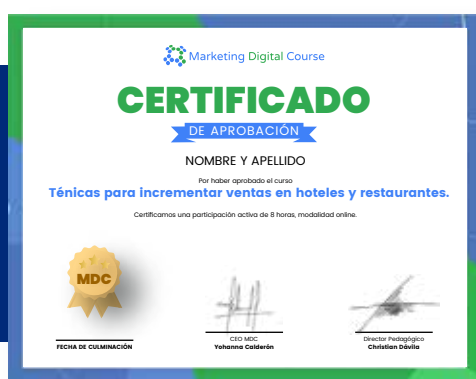 Marketing Digital Course
CERTIFICADO
DE APROBACIÓN
NOMBRE Y APELLIDO
Por haber aprobado el curso
Ténicas para incrementar ventas en hoteles y restaurantes.
Certificamos una participación activa de 8 horas, modalidad online.
MDC
FECHA DE CULMINACIÓN
CEO MDC
Yohanna Calderón
Director Pedagógico
Christian Dávila